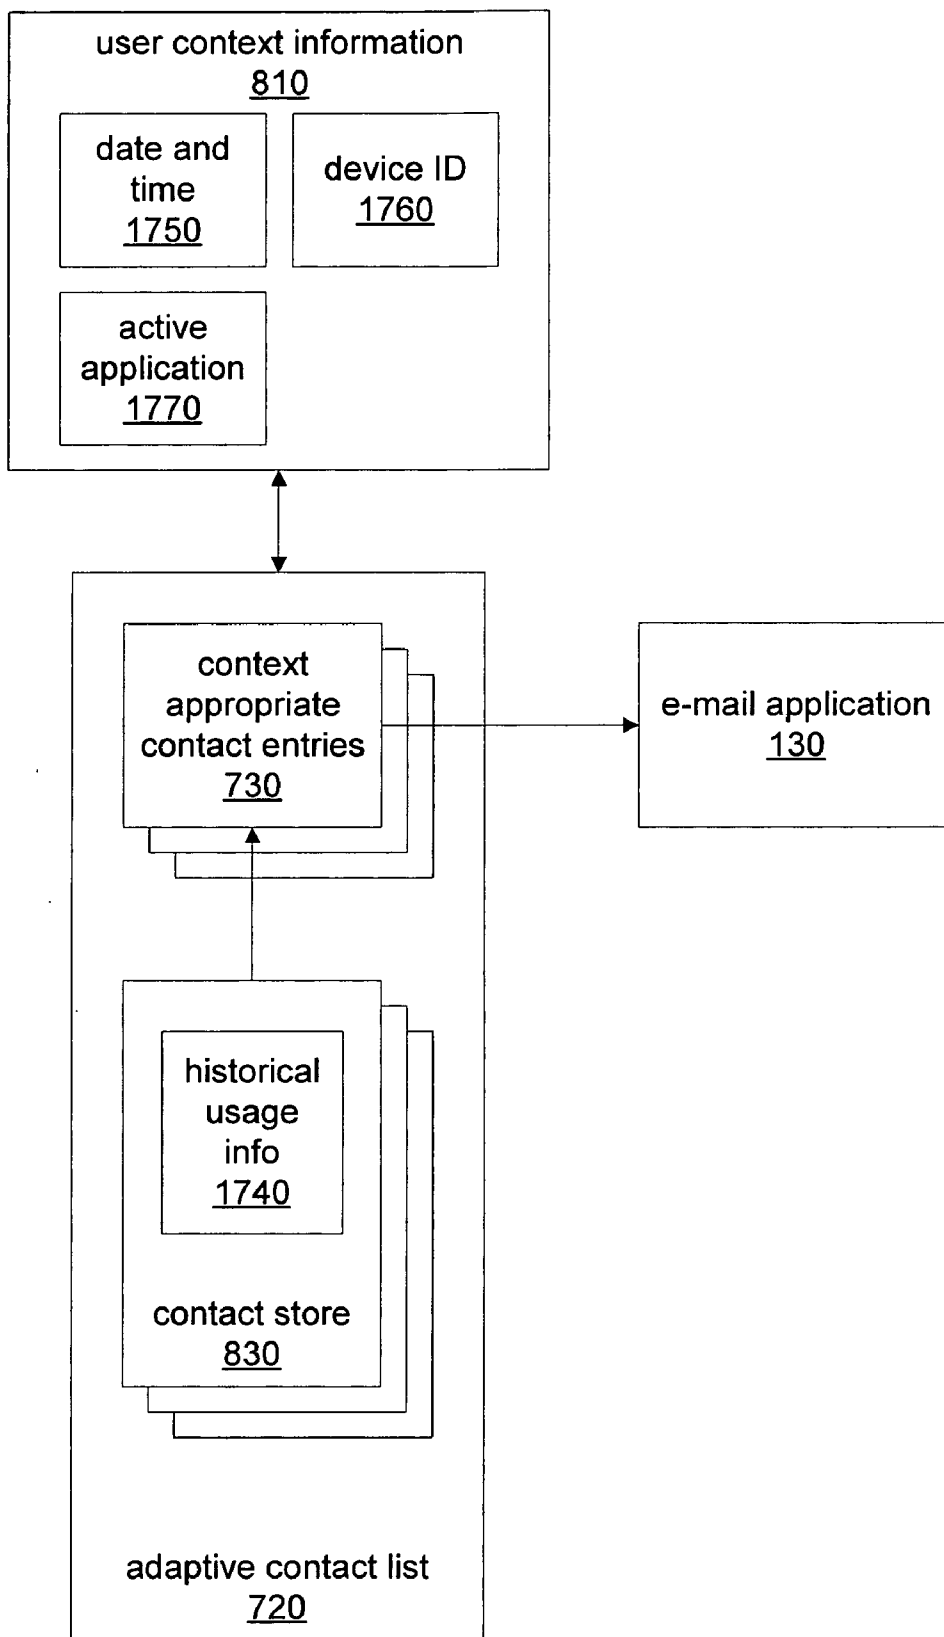 user context information
810
date and
time
1750
device ID
1760
active
application
1770
context
appropriate
contact entries
730
e-mail application
130
historical
usage
info
1740
contact store
830
adaptive contact list
720